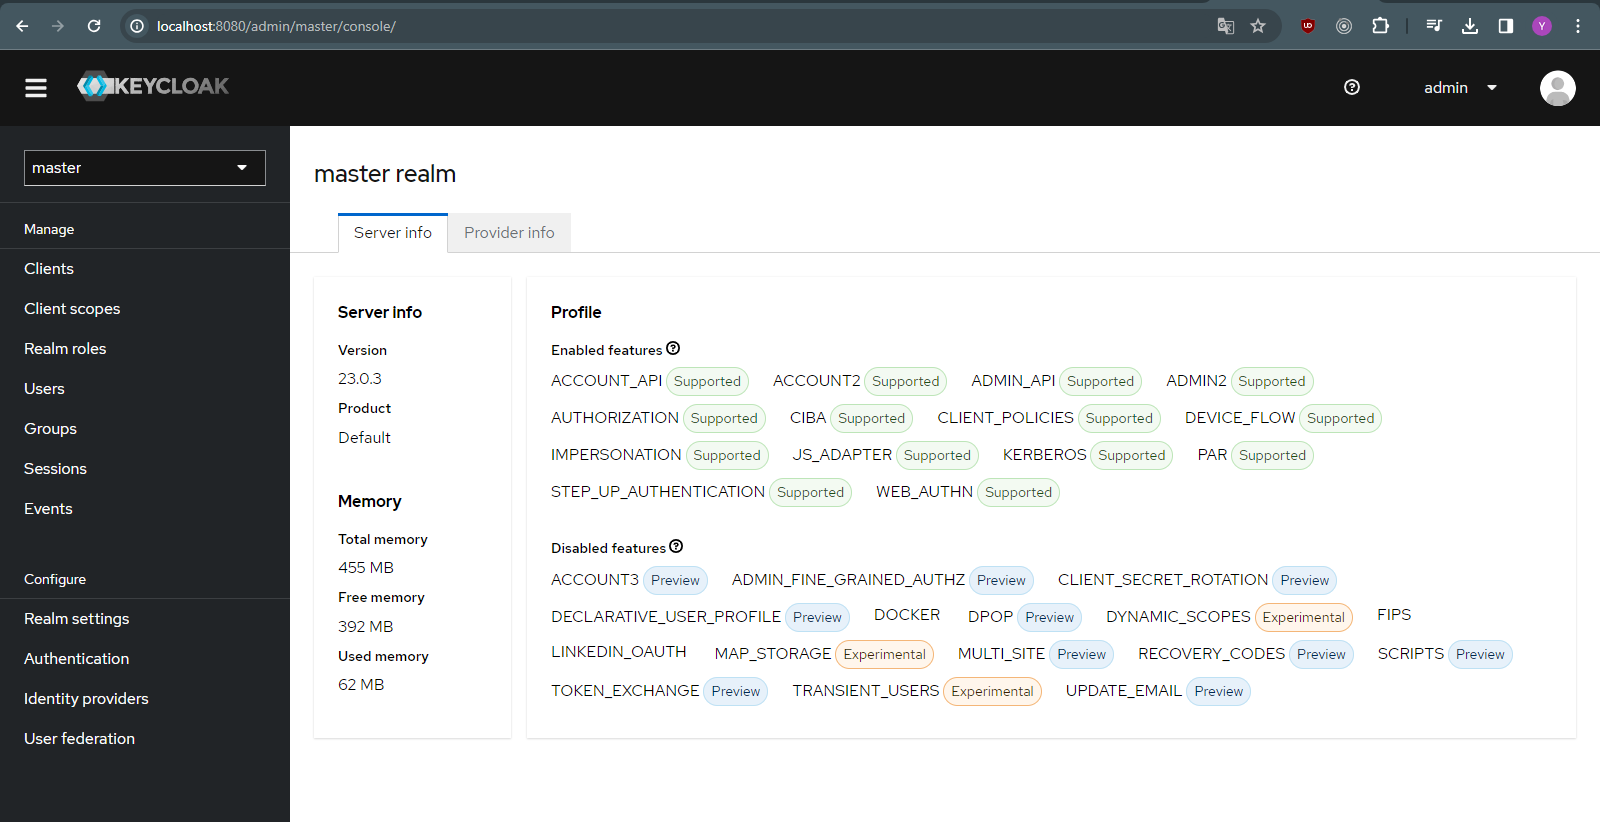 localhost:8080/admin/master/console/
Y
KEYCLOAK
admin
master
Manage
Clients
Client scopes
Realm roles
Users
Groups
Sessions
Events
Configure
Realm settings
Authentication
Identity providers
User federation
master realm
Server info
Provider info
Server info
Version
23.0.3
Product
Default
Memory
Total memory
455 MB
Free memory
392 MB
Used memory
62 MB
Profile
Enabled features
ACCOUNT_API Supported ACCOUNT2 Supported ADMIN_API Supported ADMIN2 Supported
AUTHORIZATION Supported CIBA Supported CLIENT_POLICIES Supported DEVICE_FLOW Supported
IMPERSONATION Supported JS_ADAPTER Supported KERBEROS Supported PAR Supported
STEP_UP_AUTHENTICATION Supported WEB_AUTHN Supported
Disabled features
ACCOUNT3 Preview ADMIN_FINE_GRAINED_AUTHZ Preview CLIENT_SECRET_ROTATION Preview
DECLARATIVE_USER_PROFILE Preview DOCKER DPOP Preview DYNAMIC_SCOPES Experimental FIPS
LINKEDIN_OAUTH MAP_STORAGE Experimental MULTI_SITE Preview RECOVERY_CODES Preview SCRIPTS Preview
TOKEN_EXCHANGE Preview TRANSIENT_USERS Experimental UPDATE_EMAIL Preview